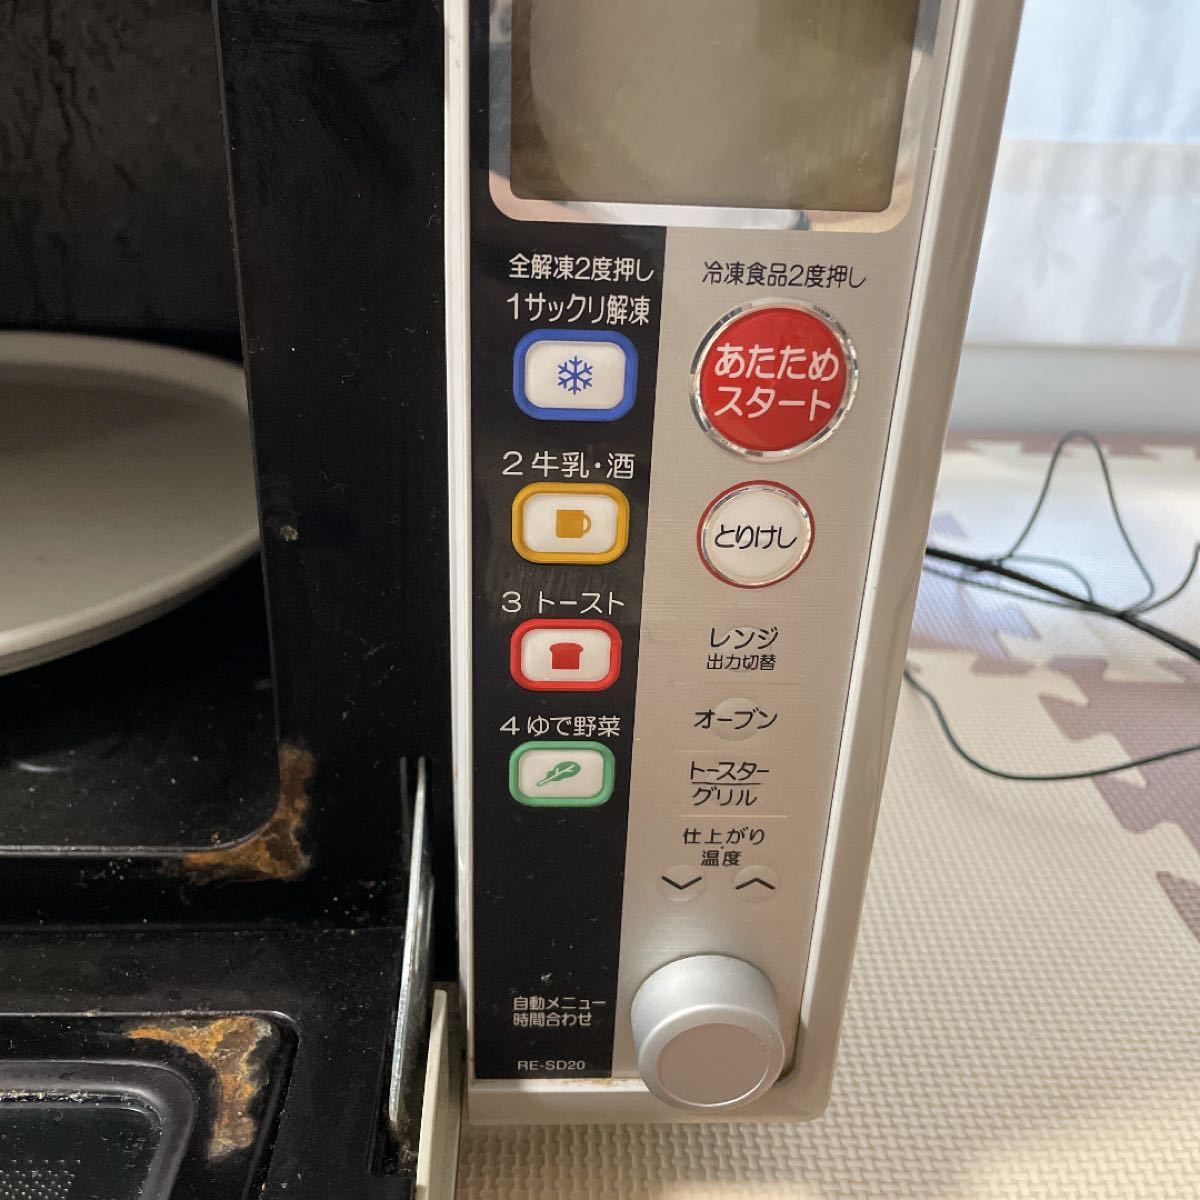 全解凍2度押し
1サックリ解凍
2牛乳・酒
3トースト
4ゆで野菜
自動メニュー
時間合わせ
RE-SD20
冷凍食品2度押し
あたため
スタート
とりけし
レンジ
出力切替
オーブン
トースター
グリル
仕上がり
・
温度